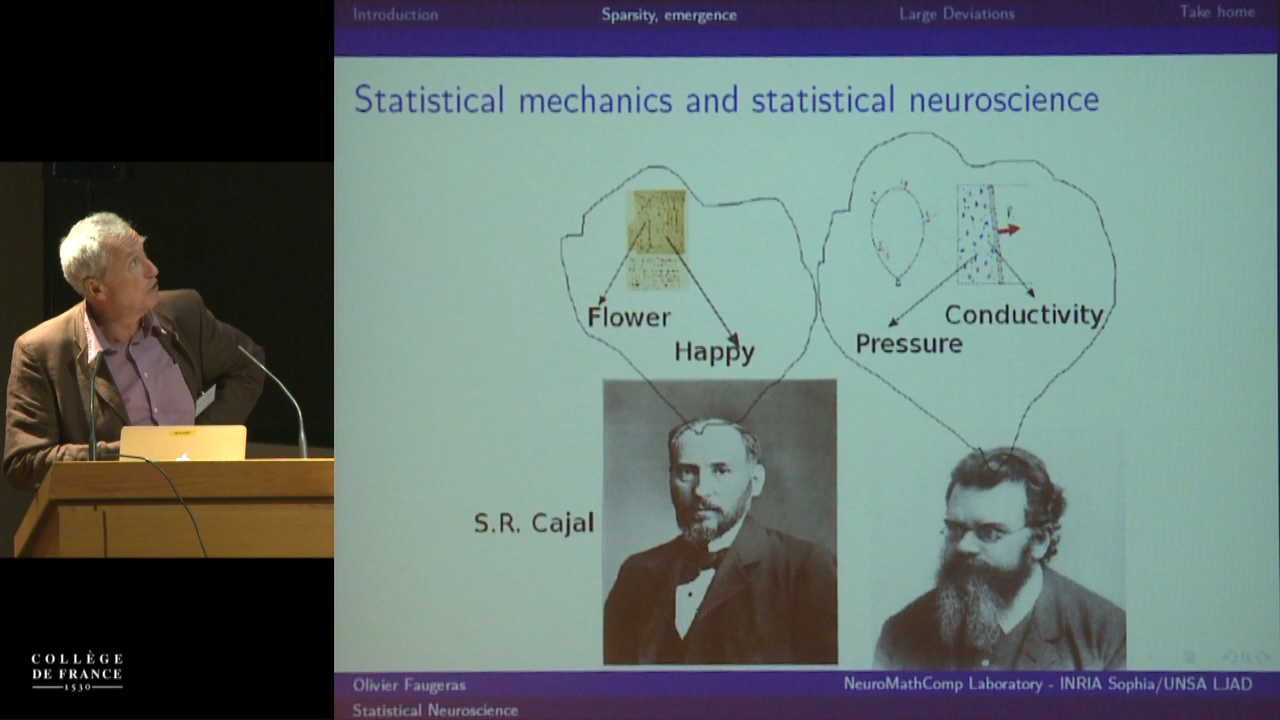 Introduction
Sparsity, emergence
Large Deviations
Take home
Statistical mechanics and statistical neuroscience
Flower
Happy
Conductivity
Pressure
S.R. Cajal
COLLÈGE
DE FRANCE
1530
Olivier Faugeras
NeuroMathComp Laboratory - INRIA Sophia/UNSA LJAD
Statistical Neuroscience